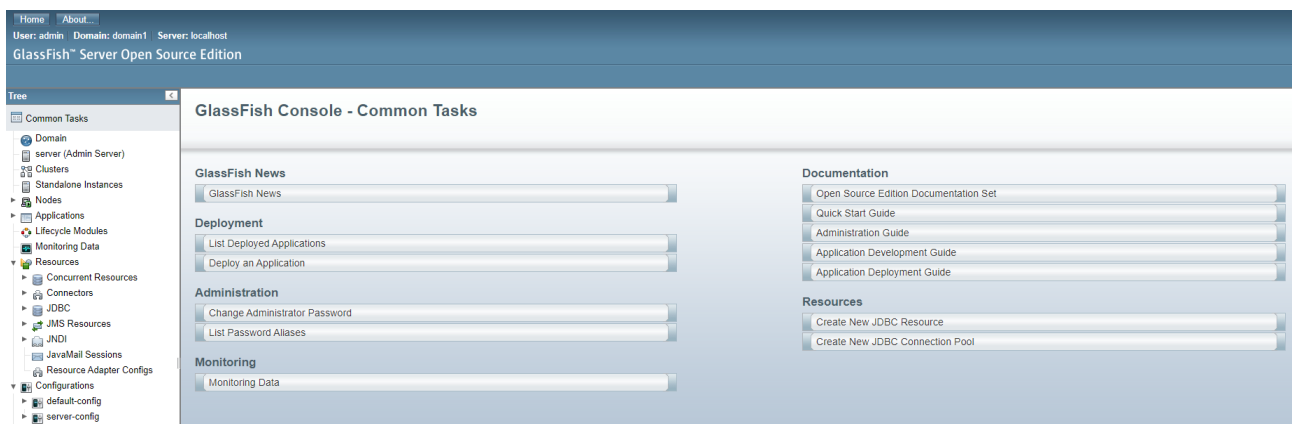 Home About...
User: admin Domain: domain1 Server: localhost
GlassFish™ Server Open Source Edition
Tree
Common Tasks
Domain
server (Admin Server)
Clusters
Standalone Instances
Nodes
Applications
Lifecycle Modules
Monitoring Data
Resources
Concurrent Resources
Connectors
JDBC
JMS Resources
JNDI
JavaMail Sessions
Resource Adapter Configs
Configurations
default-config
server-config
GlassFish Console - Common Tasks
GlassFish News
GlassFish News
Deployment
List Deployed Applications
Deploy an Application
Administration
Change Administrator Password
List Password Aliases
Monitoring
Monitoring Data
Documentation
Open Source Edition Documentation Set
Quick Start Guide
Administration Guide
Application Development Guide
Application Deployment Guide
Resources
Create New JDBC Resource
Create New JDBC Connection Pool